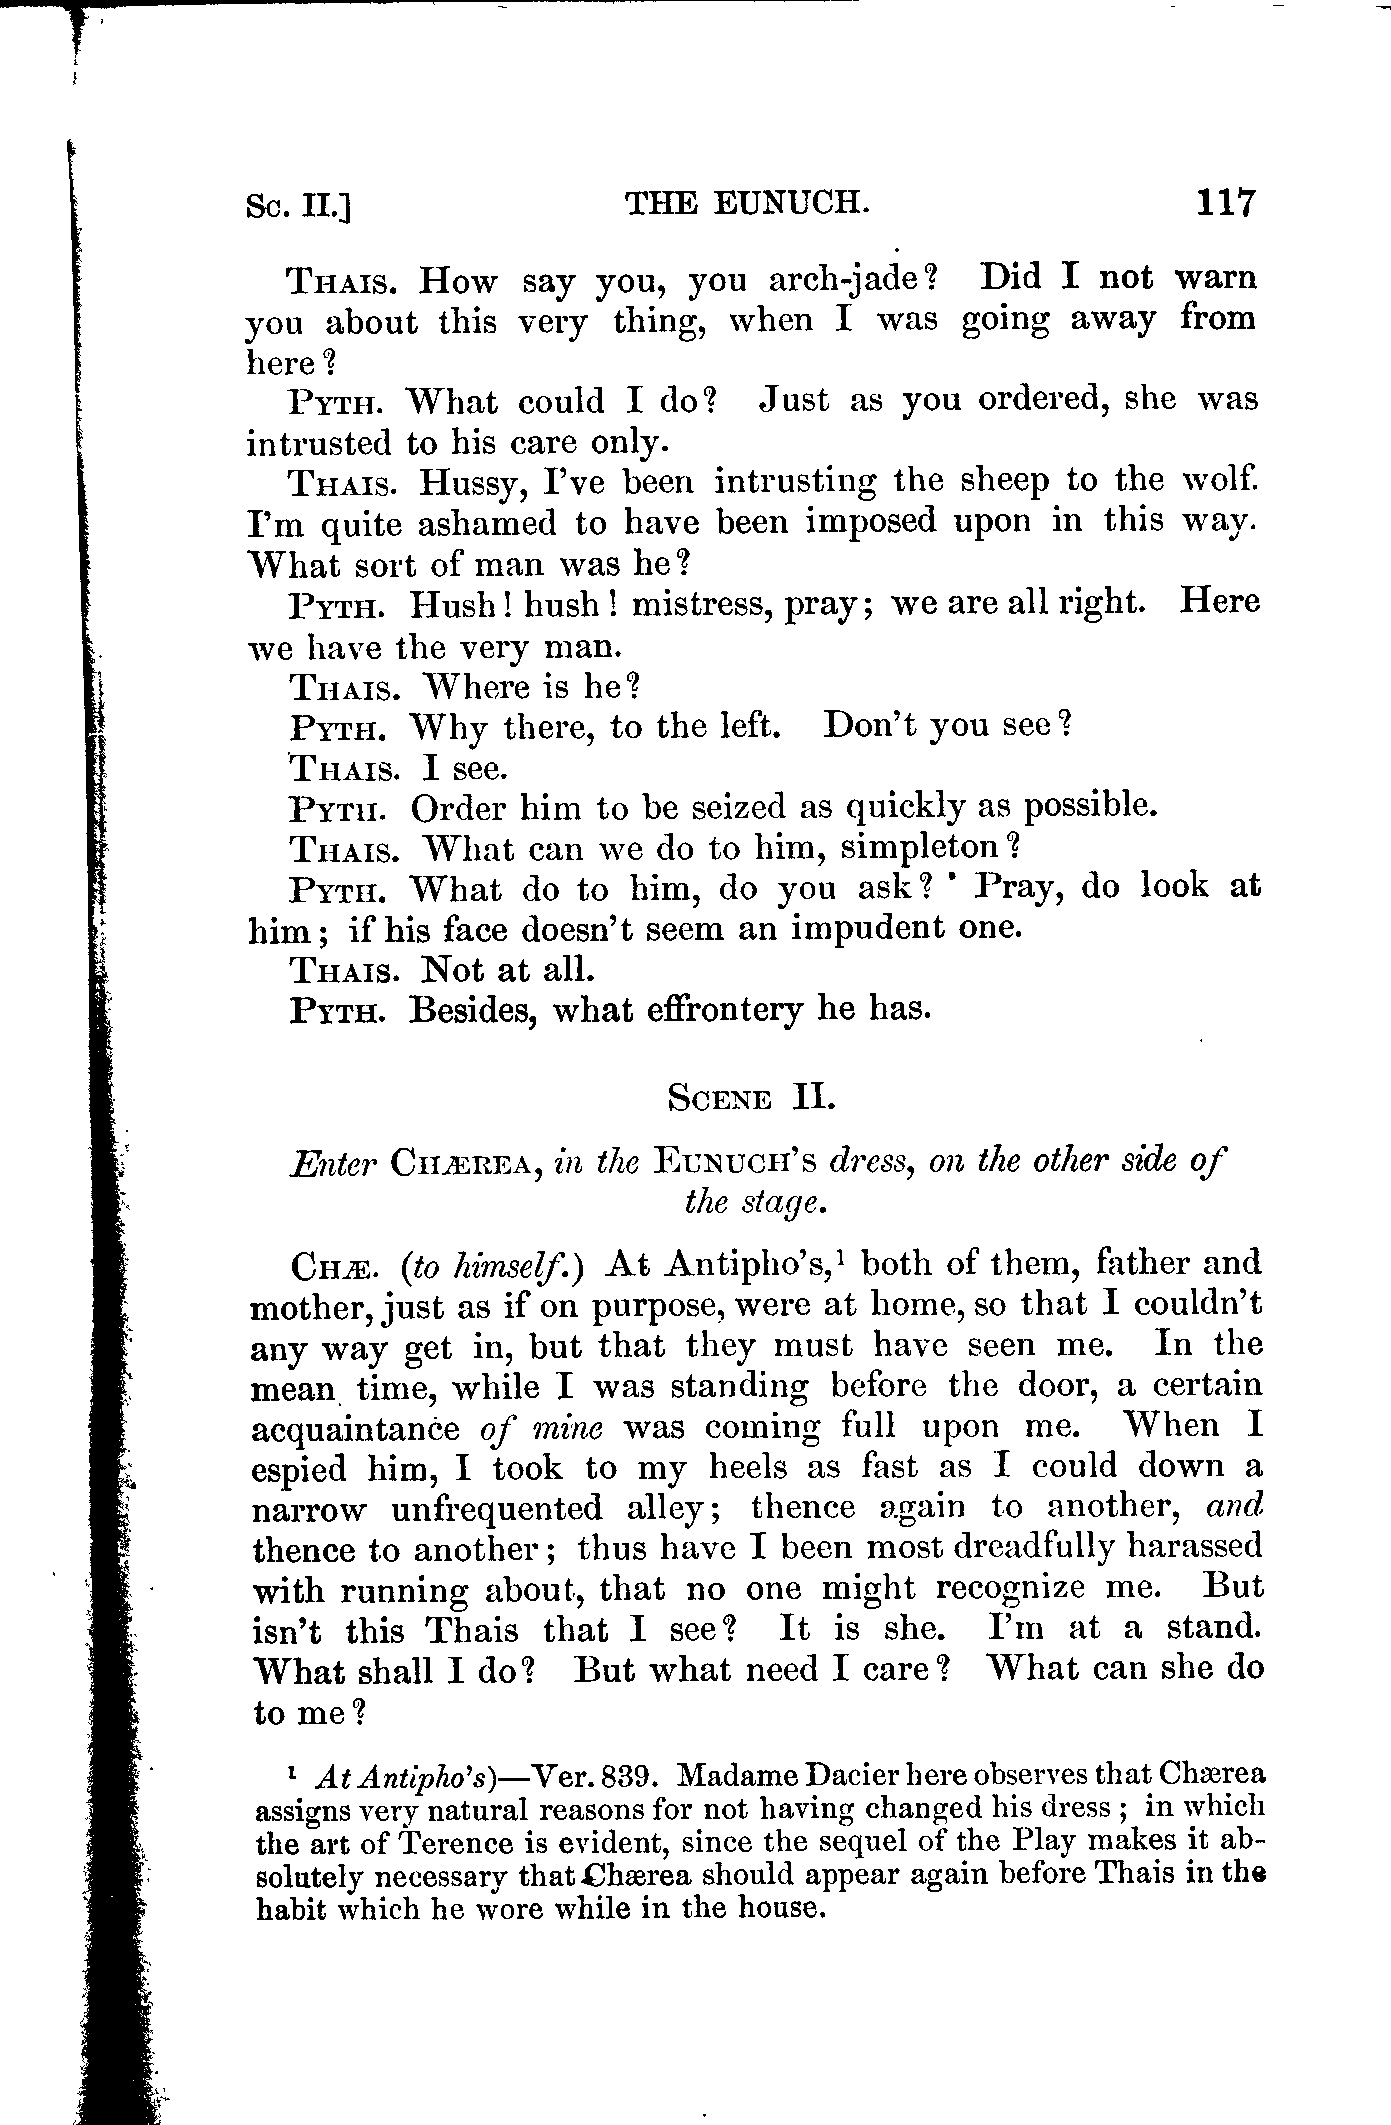 Sc. II.] THE EUNUCH. 117
THAIS. How say you, you arch-jade? Did I not warn
you about this very thing, when I was going away from
here?
PYTH. What could I do? Just as you ordered, she was
intrusted to his care only.
THAIS. Hussy, I've been intrusting the sheep to the wolf.
I'm quite ashamed to have been imposed upon in this way.
What sort of man was he?
PYTH. Hush! hush! mistress, pray; we are all right. Here
we have the very man.
THAIS. Where is he?
PYTH. Why there, to the left. Don't you see?
THAIS. I see.
PYTH. Order him to be seized as quickly as possible.
THAIS. What can we do to him, simpleton?
PYTH. What do to him, do you ask? Pray, do look at
him; if his face doesn't seem an impudent one.
THAIS. Not at all.
PYTH. Besides, what effrontery he has.
SCENE II.
Enter CHÆREA, in the EUNUCH'S dress, on the other side of
the stage.
CHÆ. (to himself.) At Antipho's,¹ both of them, father and
mother, just as if on purpose, were at home, so that I couldn't
any way get in, but that they must have seen me. In the
mean time, while I was standing before the door, a certain
acquaintance of mine was coming full upon me. When I
espied him, I took to my heels as fast as I could down a
narrow unfrequented alley; thence again to another, and
thence to another; thus have I been most dreadfully harassed
with running about, that no one might recognize me. But
isn't this Thais that I see? It is she. I'm at a stand.
What shall I do? But what need I care? What can she do
to me?
¹ At Antipho's)—Ver. 839. Madame Dacier here observes that Chærea
assigns very natural reasons for not having changed his dress; in which
the art of Terence is evident, since the sequel of the Play makes it ab-
solutely necessary that Chærea should appear again before Thais in the
habit which he wore while in the house.